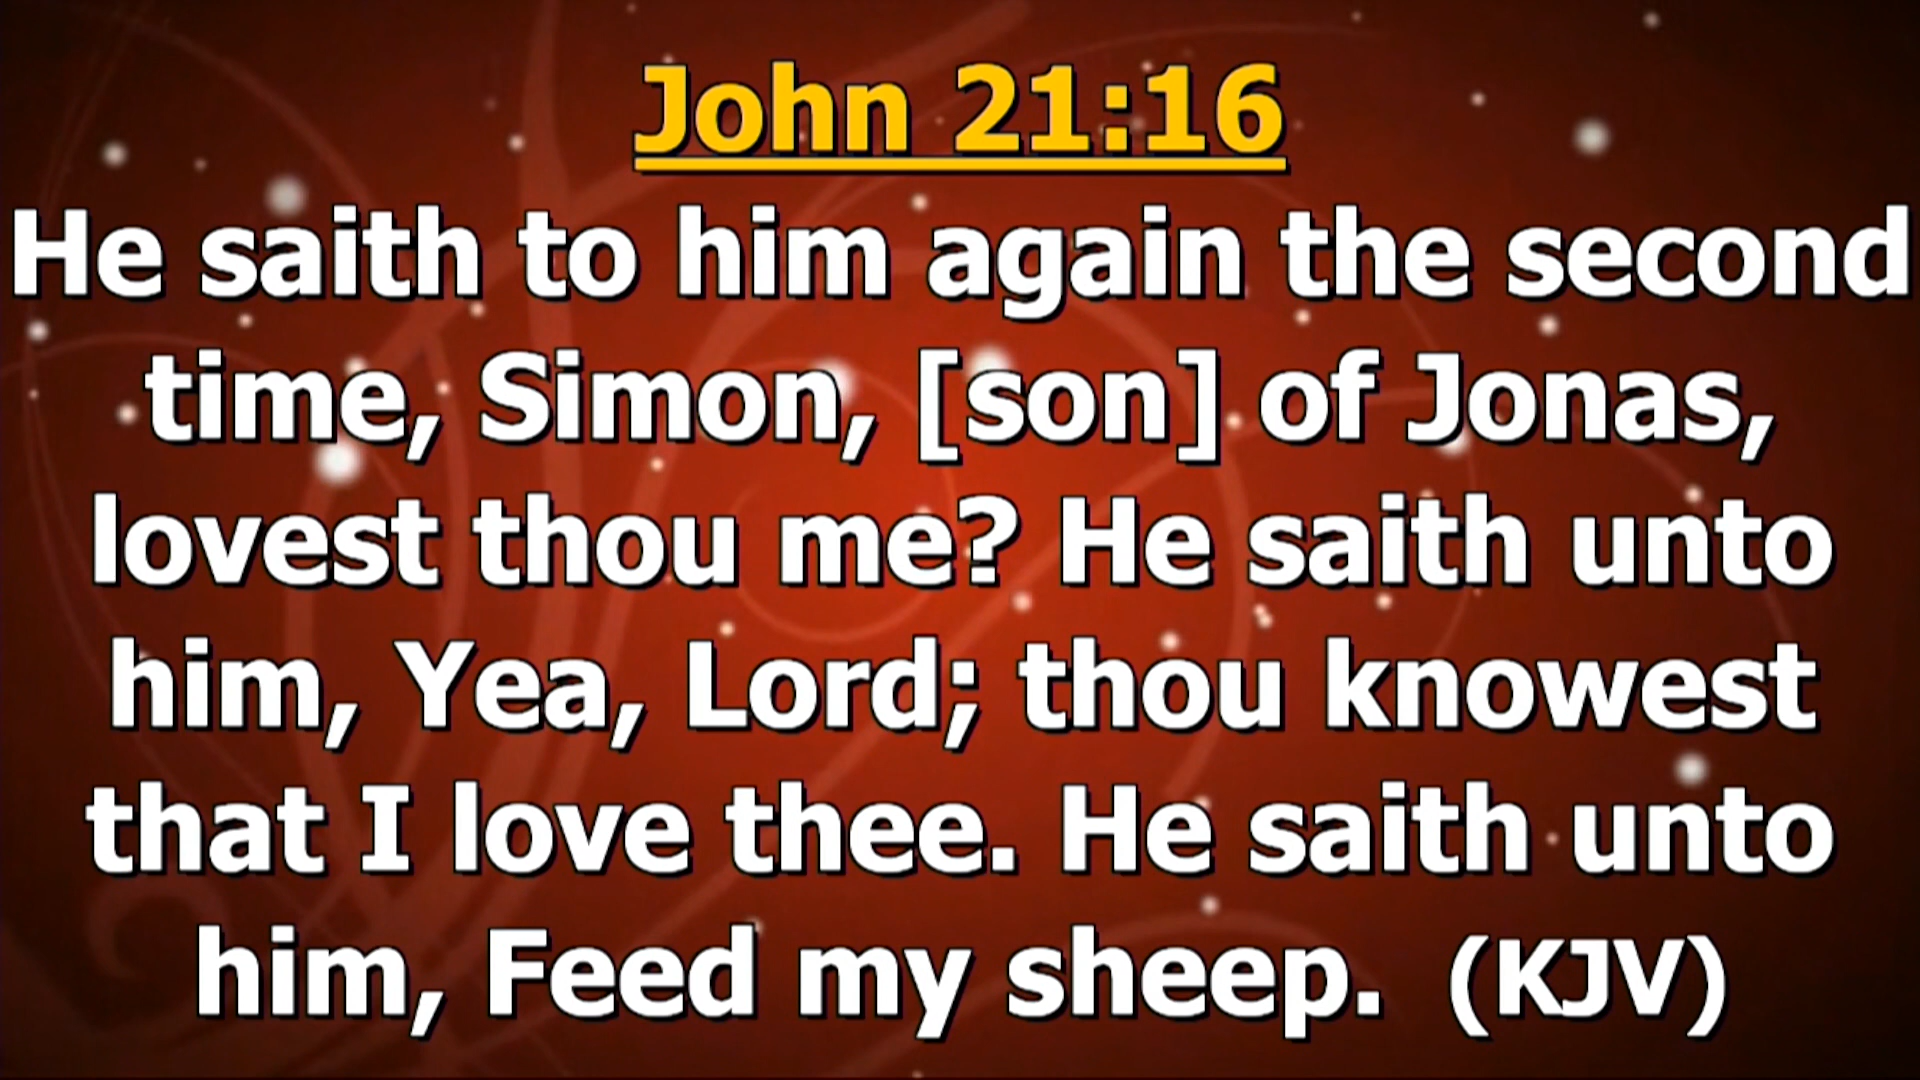 John 21:16
He saith to him again the second
time, Simon, [son] of Jonas,
lovest thou me? He saith unto
him, Yea, Lord; thou knowest
that I love thee. He saith unto
him, Feed my sheep.  (KJV)